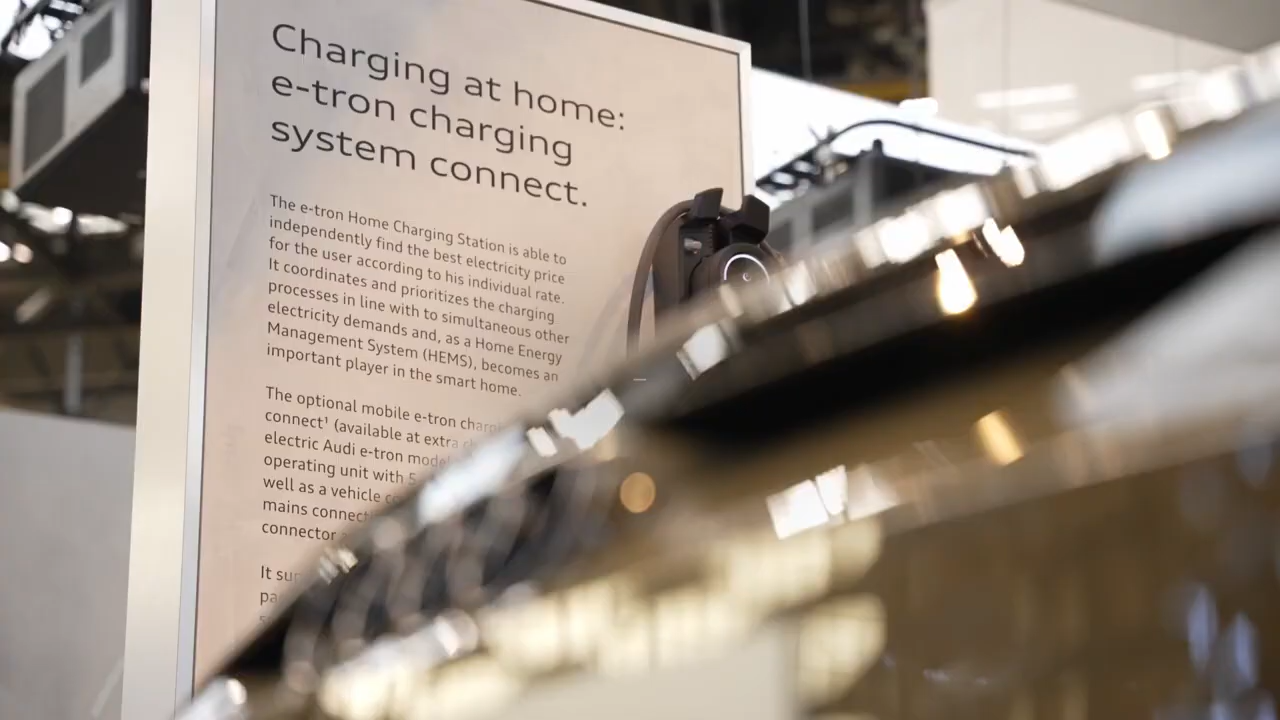 Charging at home:
e-tron charging
system connect.
The e-tron Home Charging Station is able to
independently find the best electricity price
for the user according to his individual rate.
It coordinates and prioritizes the charging
processes in line with to simultaneous other
electricity demands and, as a Home Energy
Management System (HEMS), becomes an
important player in the smart home.
The optional mobile e-tron
connect¹ (available at extra
electric Audi e-tron
operating unit with
well as a vehicle
mains
connector
It